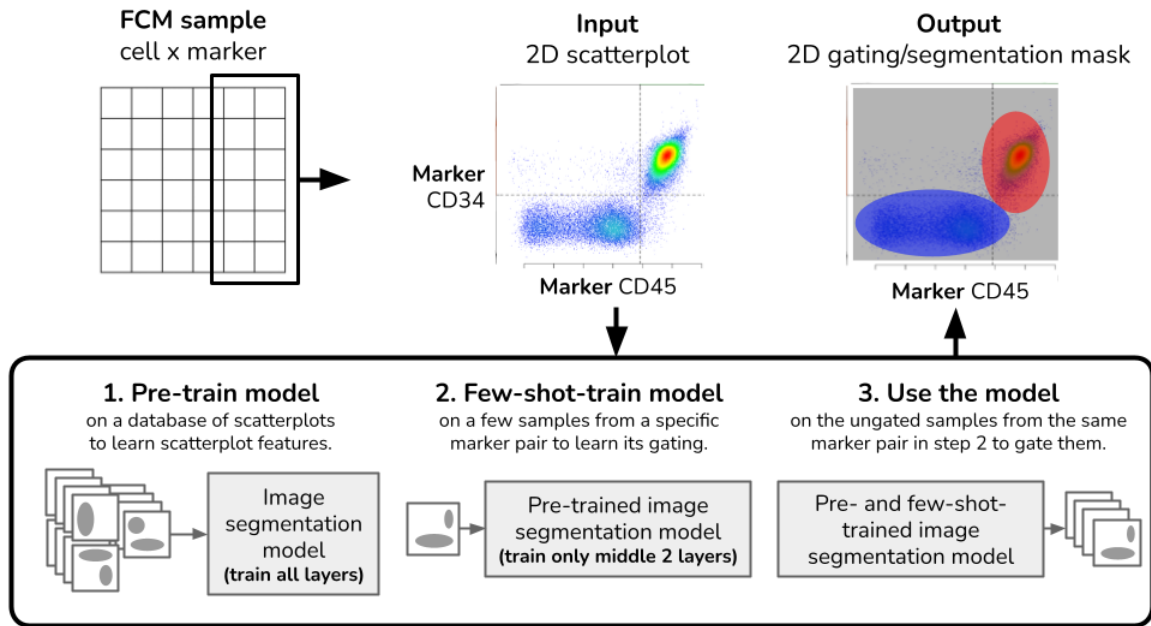 FCM sample
cell x marker
Input
2D scatterplot
Output
2D gating/segmentation mask
Marker
CD34
Marker CD45
Marker CD45
1. Pre-train model
on a database of scatterplots
to learn scatterplot features.
Image
segmentation
model
(train all layers)
2. Few-shot-train model
on a few samples from a specific
marker pair to learn its gating.
Pre-trained image
segmentation model
(train only middle 2 layers)
3. Use the model
on the ungated samples from the same
marker pair in step 2 to gate them.
Pre- and few-shot-
trained image
segmentation model